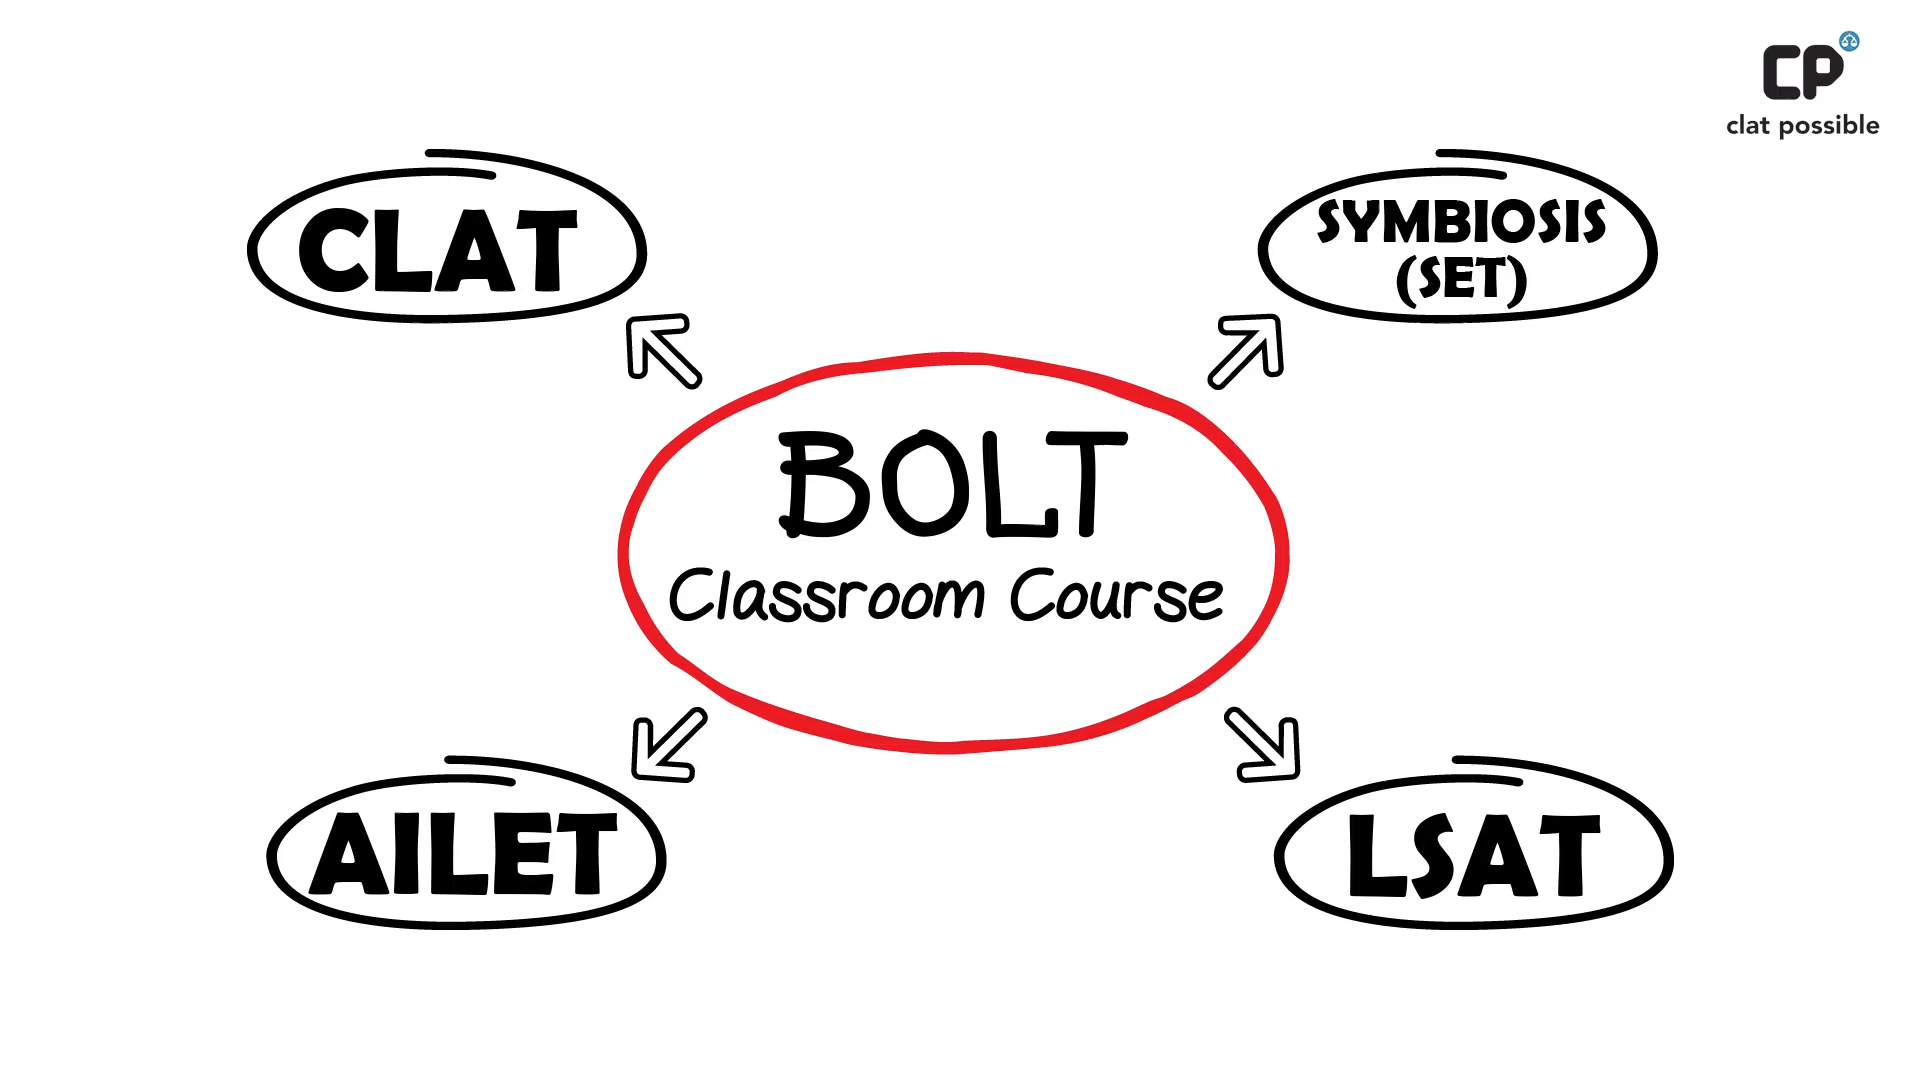 CP
clat possible
CLAT
SYMBIOSIS
(SET)
BOLT
Classroom Course
AILET
LSAT